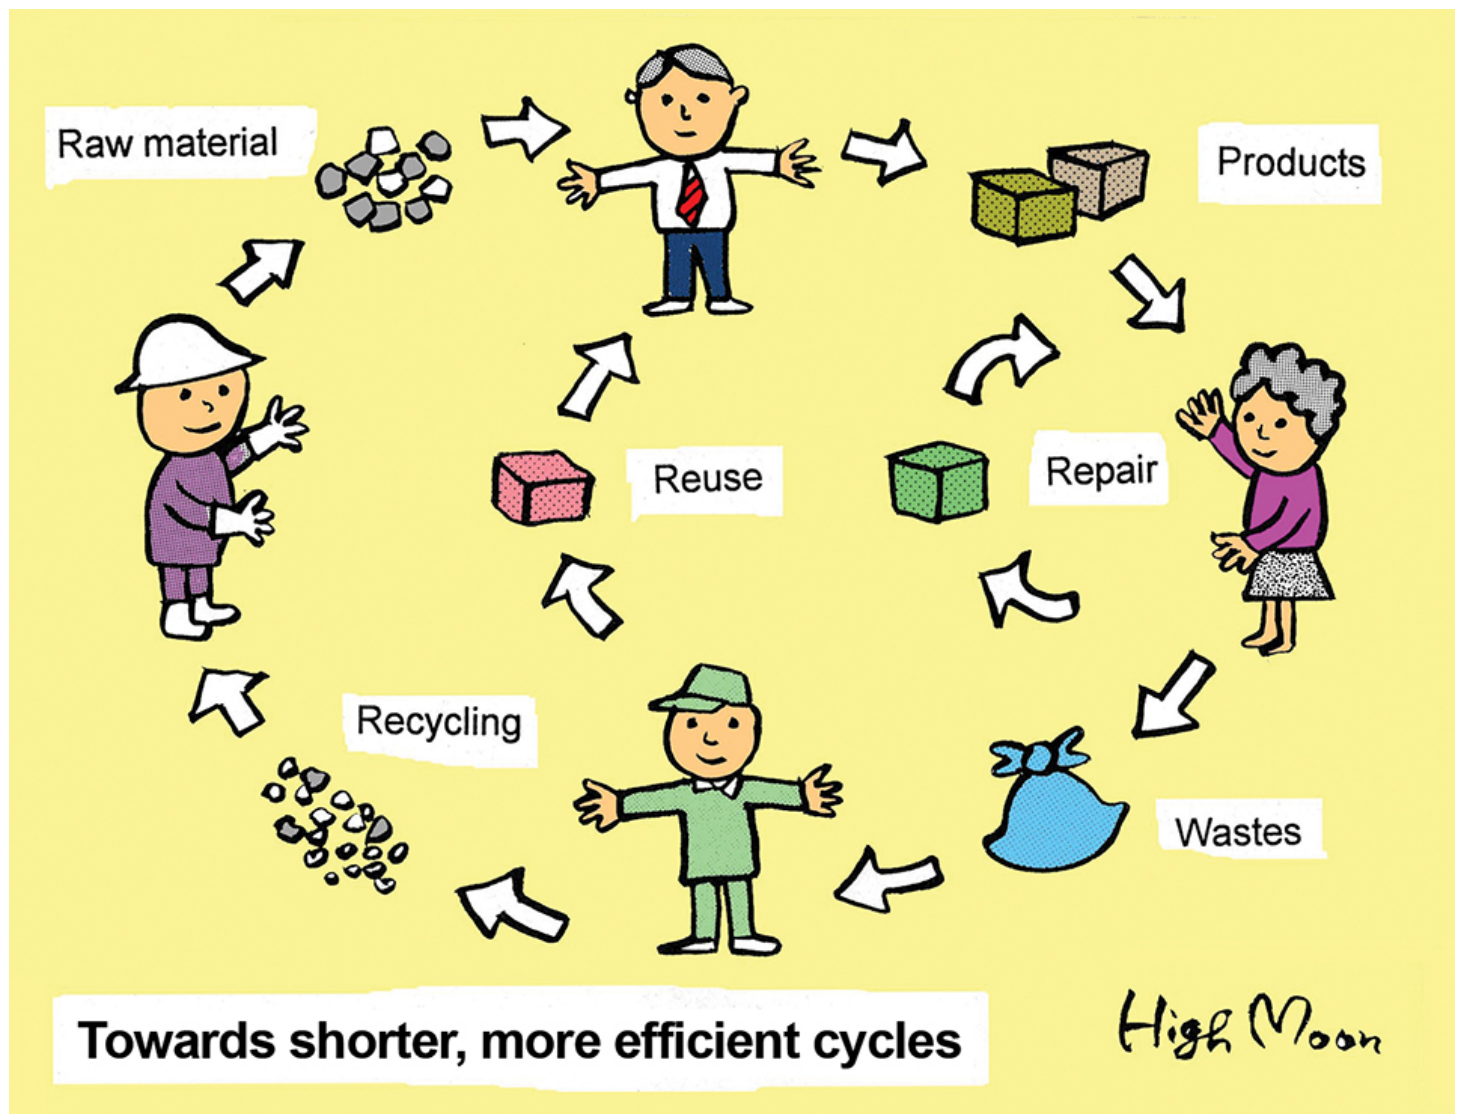 Raw material
Products
Reuse
Repair
Recycling
Wastes
Towards shorter, more efficient cycles
High Moon